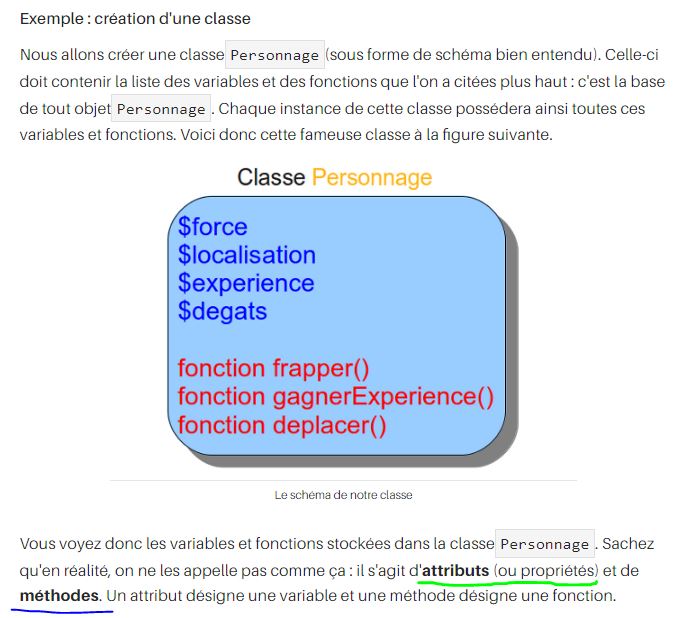 Exemple : création d'une classe
Nous allons créer une classe Personnage (sous forme de schéma bien entendu). Celle-ci
doit contenir la liste des variables et des fonctions que l'on a citées plus haut : c'est la base
de tout objet Personnage . Chaque instance de cette classe possédera ainsi toutes ces
variables et fonctions. Voici donc cette fameuse classe à la figure suivante.
Classe Personnage
$force
$localisation
$experience
$degats
fonction frapper()
fonction gagnerExperience()
fonction deplacer()
Le schéma de notre classe
Vous voyez donc les variables et fonctions stockées dans la classe Personnage . Sachez
qu'en réalité, on ne les appelle pas comme ça : il s'agit d'attributs (ou propriétés) et de
méthodes. Un attribut désigne une variable et une méthode désigne une fonction.